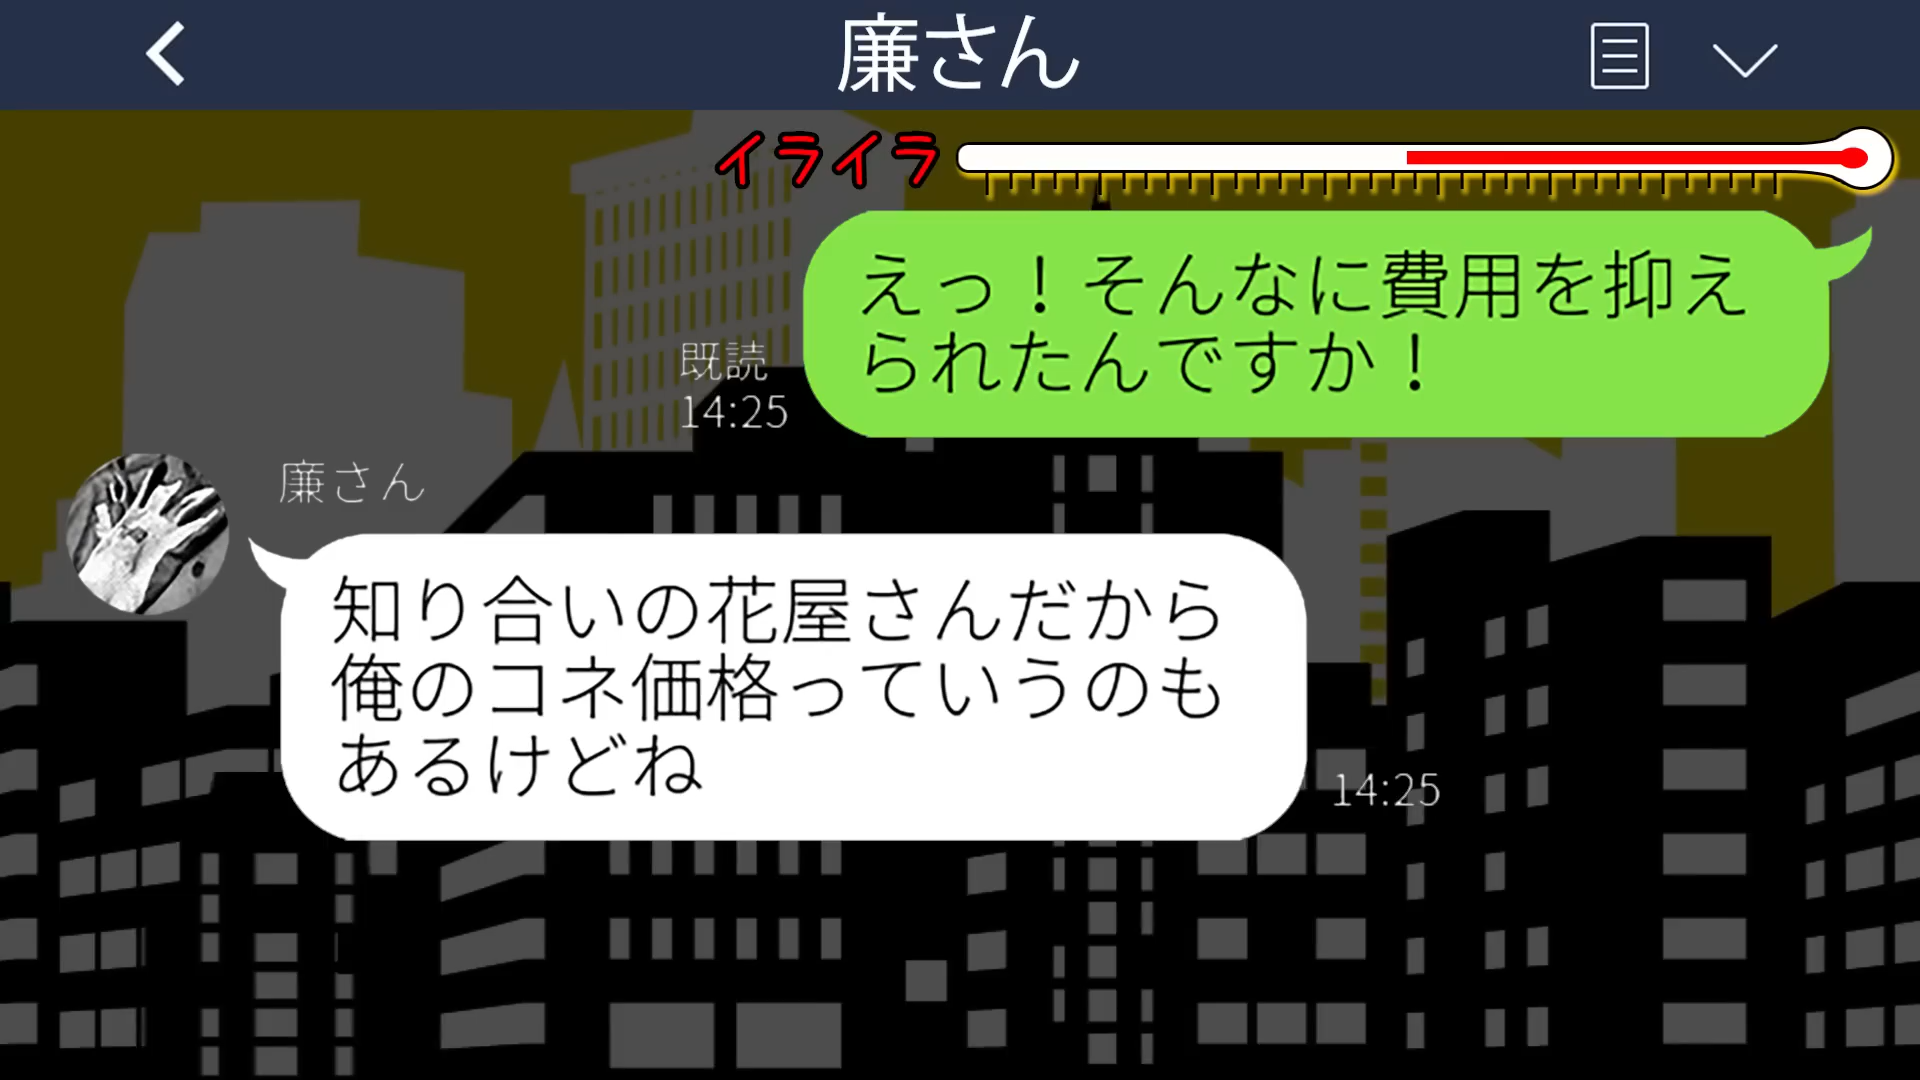 廉さん
イライラ
えっ！そんなに費用を抑え
られたんですか！
既読
14:25
廉さん
知り合いの花屋さんだから
俺のコネ価格っていうのも
あるけどね
14:25